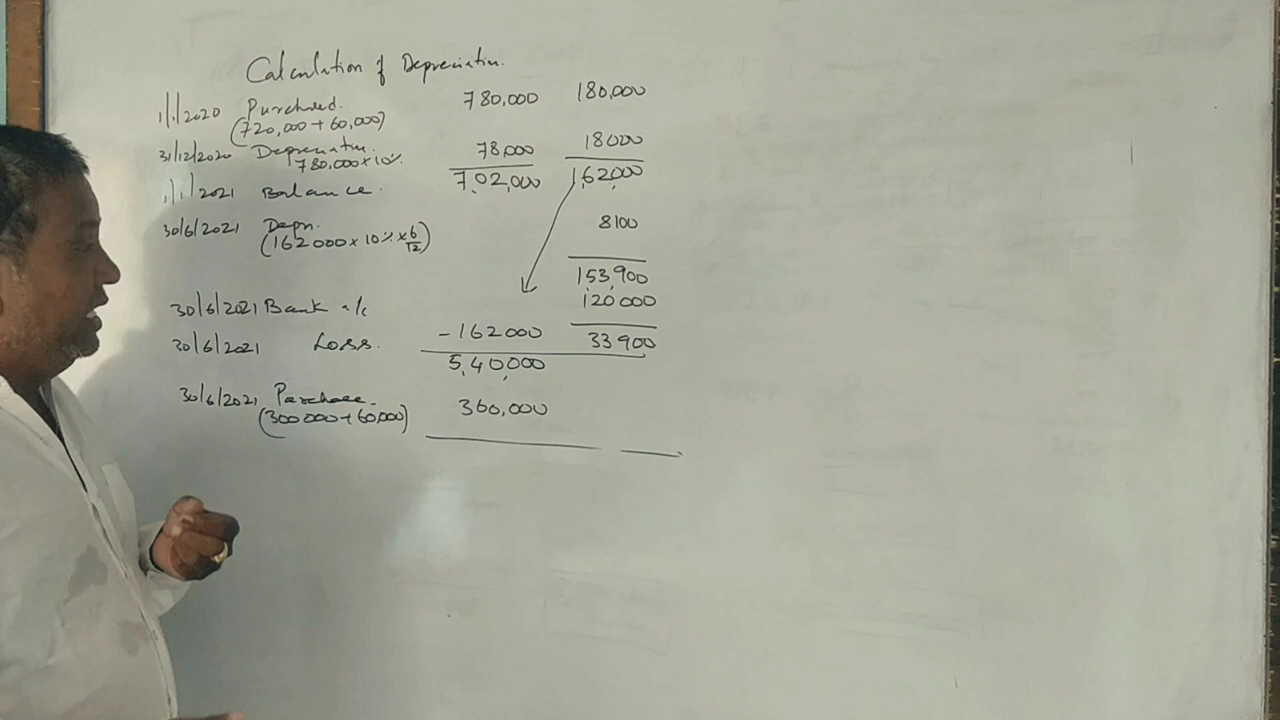 Calculation of Depreciation.
1/1/2020 Purchased. 780,000 180,000
(720,000 + 60,000)
31/12/2020 Depreciation. 78,000 18000
780,000 x 10%.
1/1/2021 Balance. 7,02,000 1,62,000
30/6/2021 Depn. 8100
(162000 x 10% x 6/12)
153,900
30/6/2021 Bank a/c 120000
30/6/2021 Loss. - 162000 33900
5,40,000
30/6/2021 Purchase. 360,000
(300000 + 60,000)